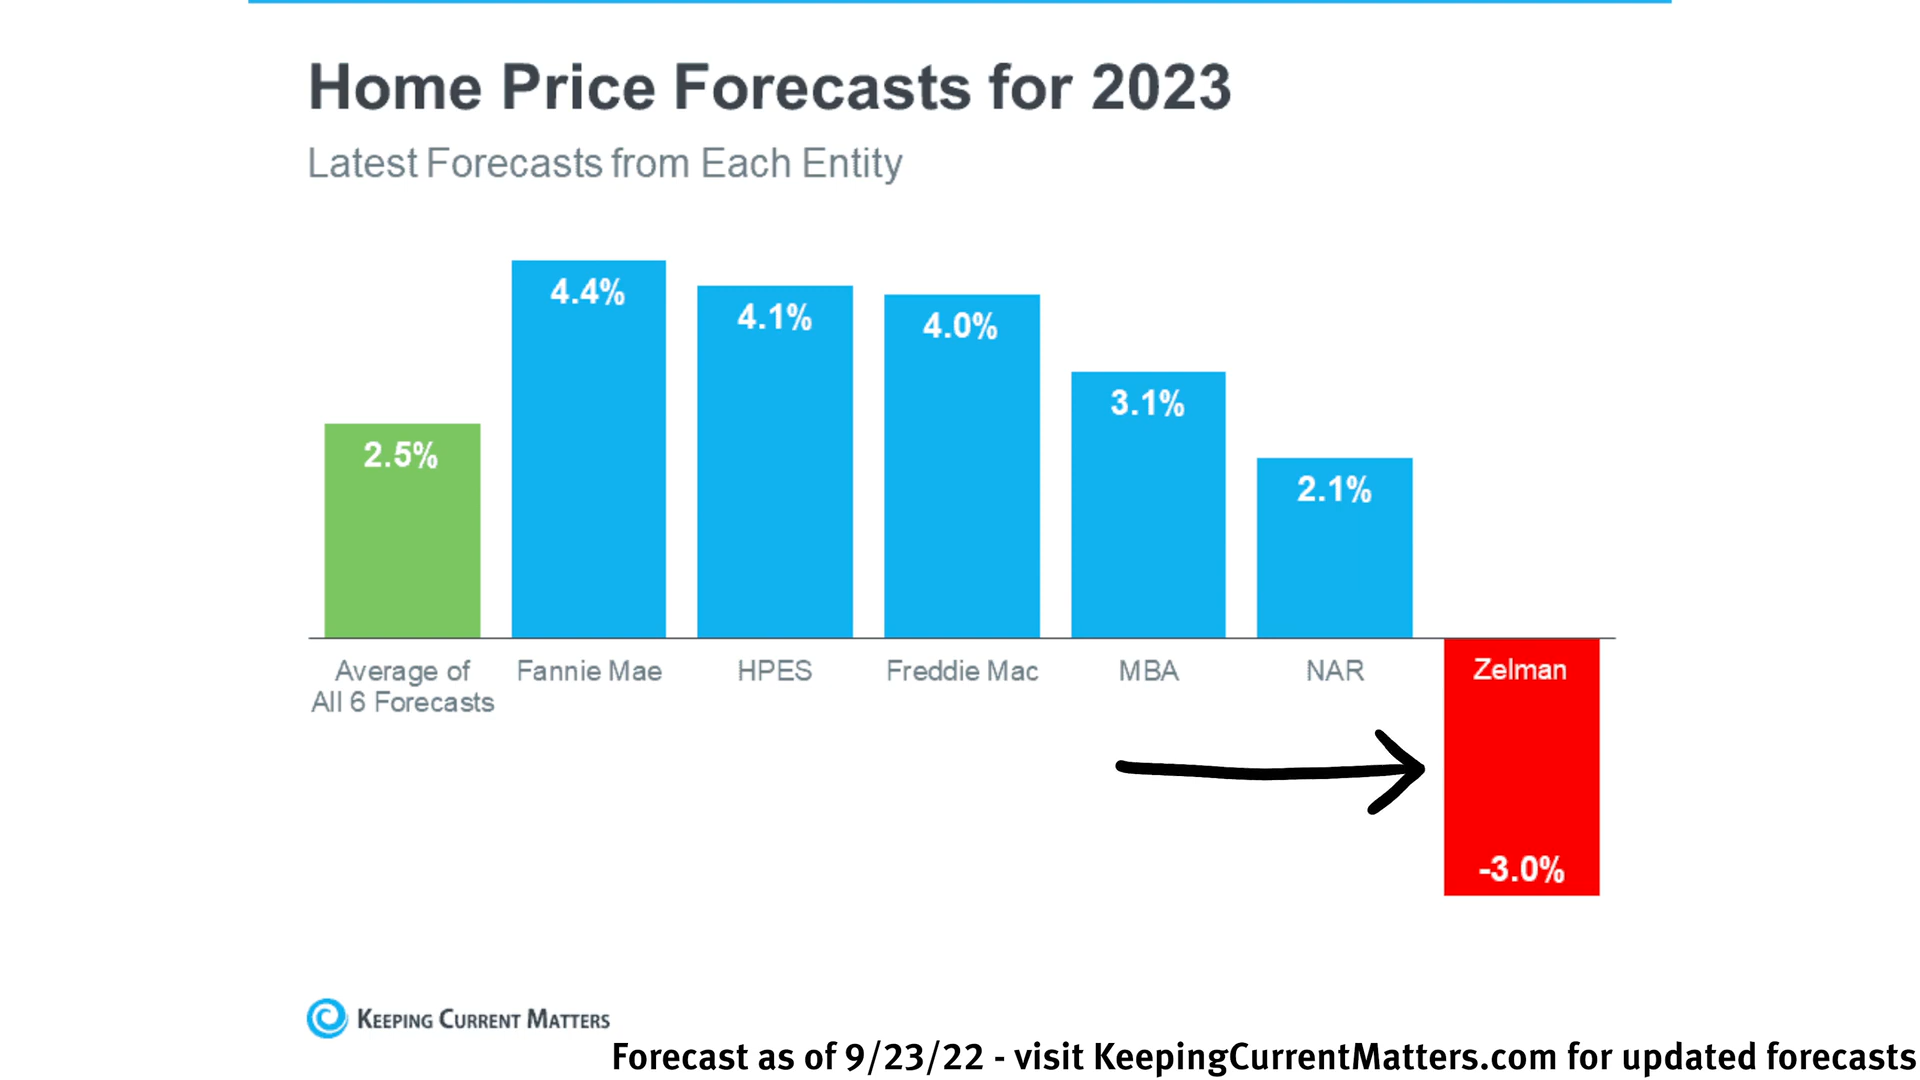 Home Price Forecasts for 2023
Latest Forecasts from Each Entity
2.5%
4.4%
4.1%
4.0%
3.1%
2.1%
Average of
All 6 Forecasts
Fannie Mae
HPES
Freddie Mac
MBA
NAR
Zelman
-3.0%
KEEPING CURRENT MATTERS
Forecast as of 9/23/22 - visit KeepingCurrentMatters.com for updated forecasts